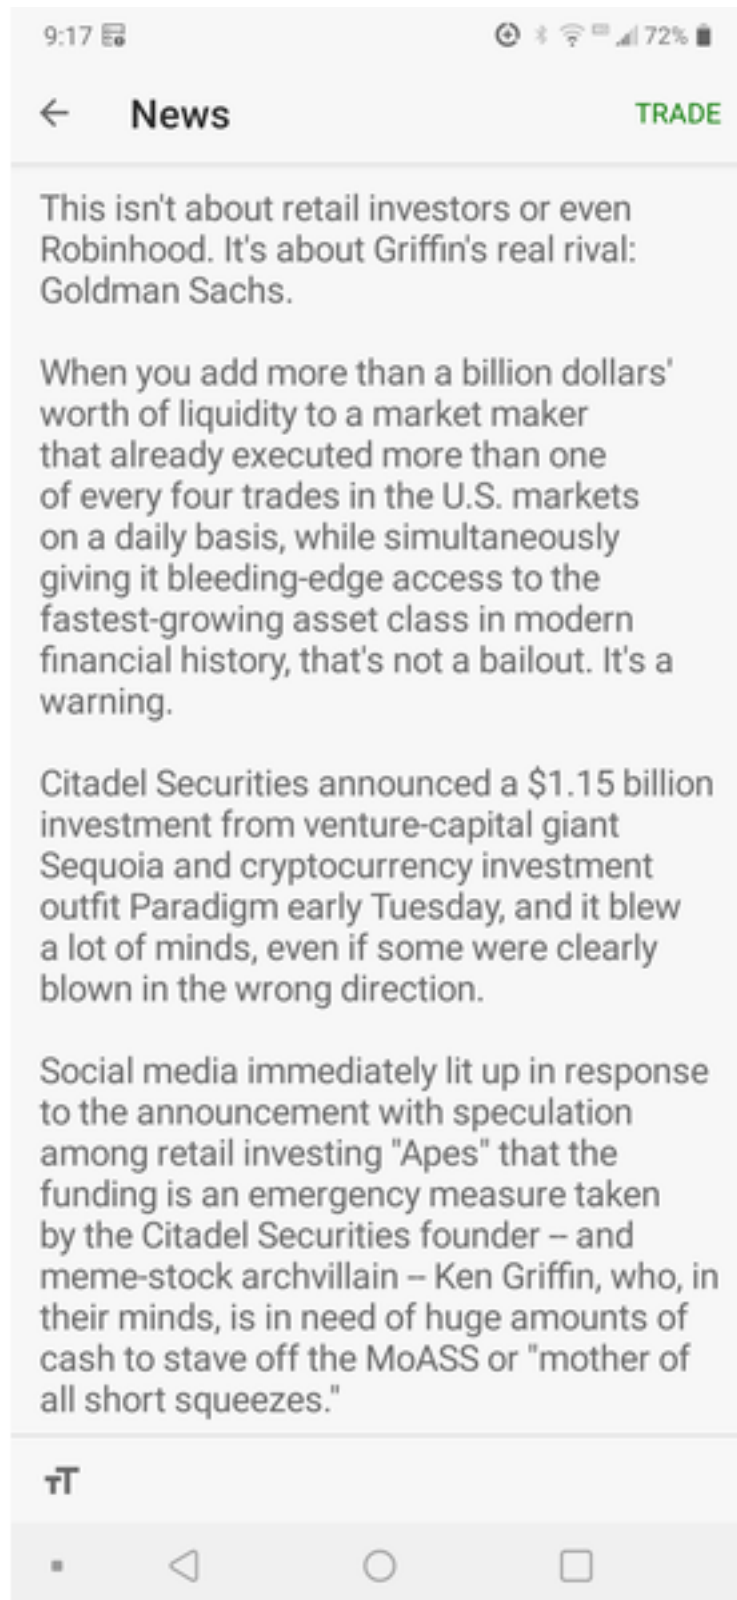 9:17
72%
News
TRADE
This isn't about retail investors or even
Robinhood. It's about Griffin's real rival:
Goldman Sachs.
When you add more than a billion dollars'
worth of liquidity to a market maker
that already executed more than one
of every four trades in the U.S. markets
on a daily basis, while simultaneously
giving it bleeding-edge access to the
fastest-growing asset class in modern
financial history, that's not a bailout. It's a
warning.
Citadel Securities announced a $1.15 billion
investment from venture-capital giant
Sequoia and cryptocurrency investment
outfit Paradigm early Tuesday, and it blew
a lot of minds, even if some were clearly
blown in the wrong direction.
Social media immediately lit up in response
to the announcement with speculation
among retail investing "Apes" that the
funding is an emergency measure taken
by the Citadel Securities founder – and
meme-stock archvillain – Ken Griffin, who, in
their minds, is in need of huge amounts of
cash to stave off the MoASS or "mother of
all short squeezes."
TT